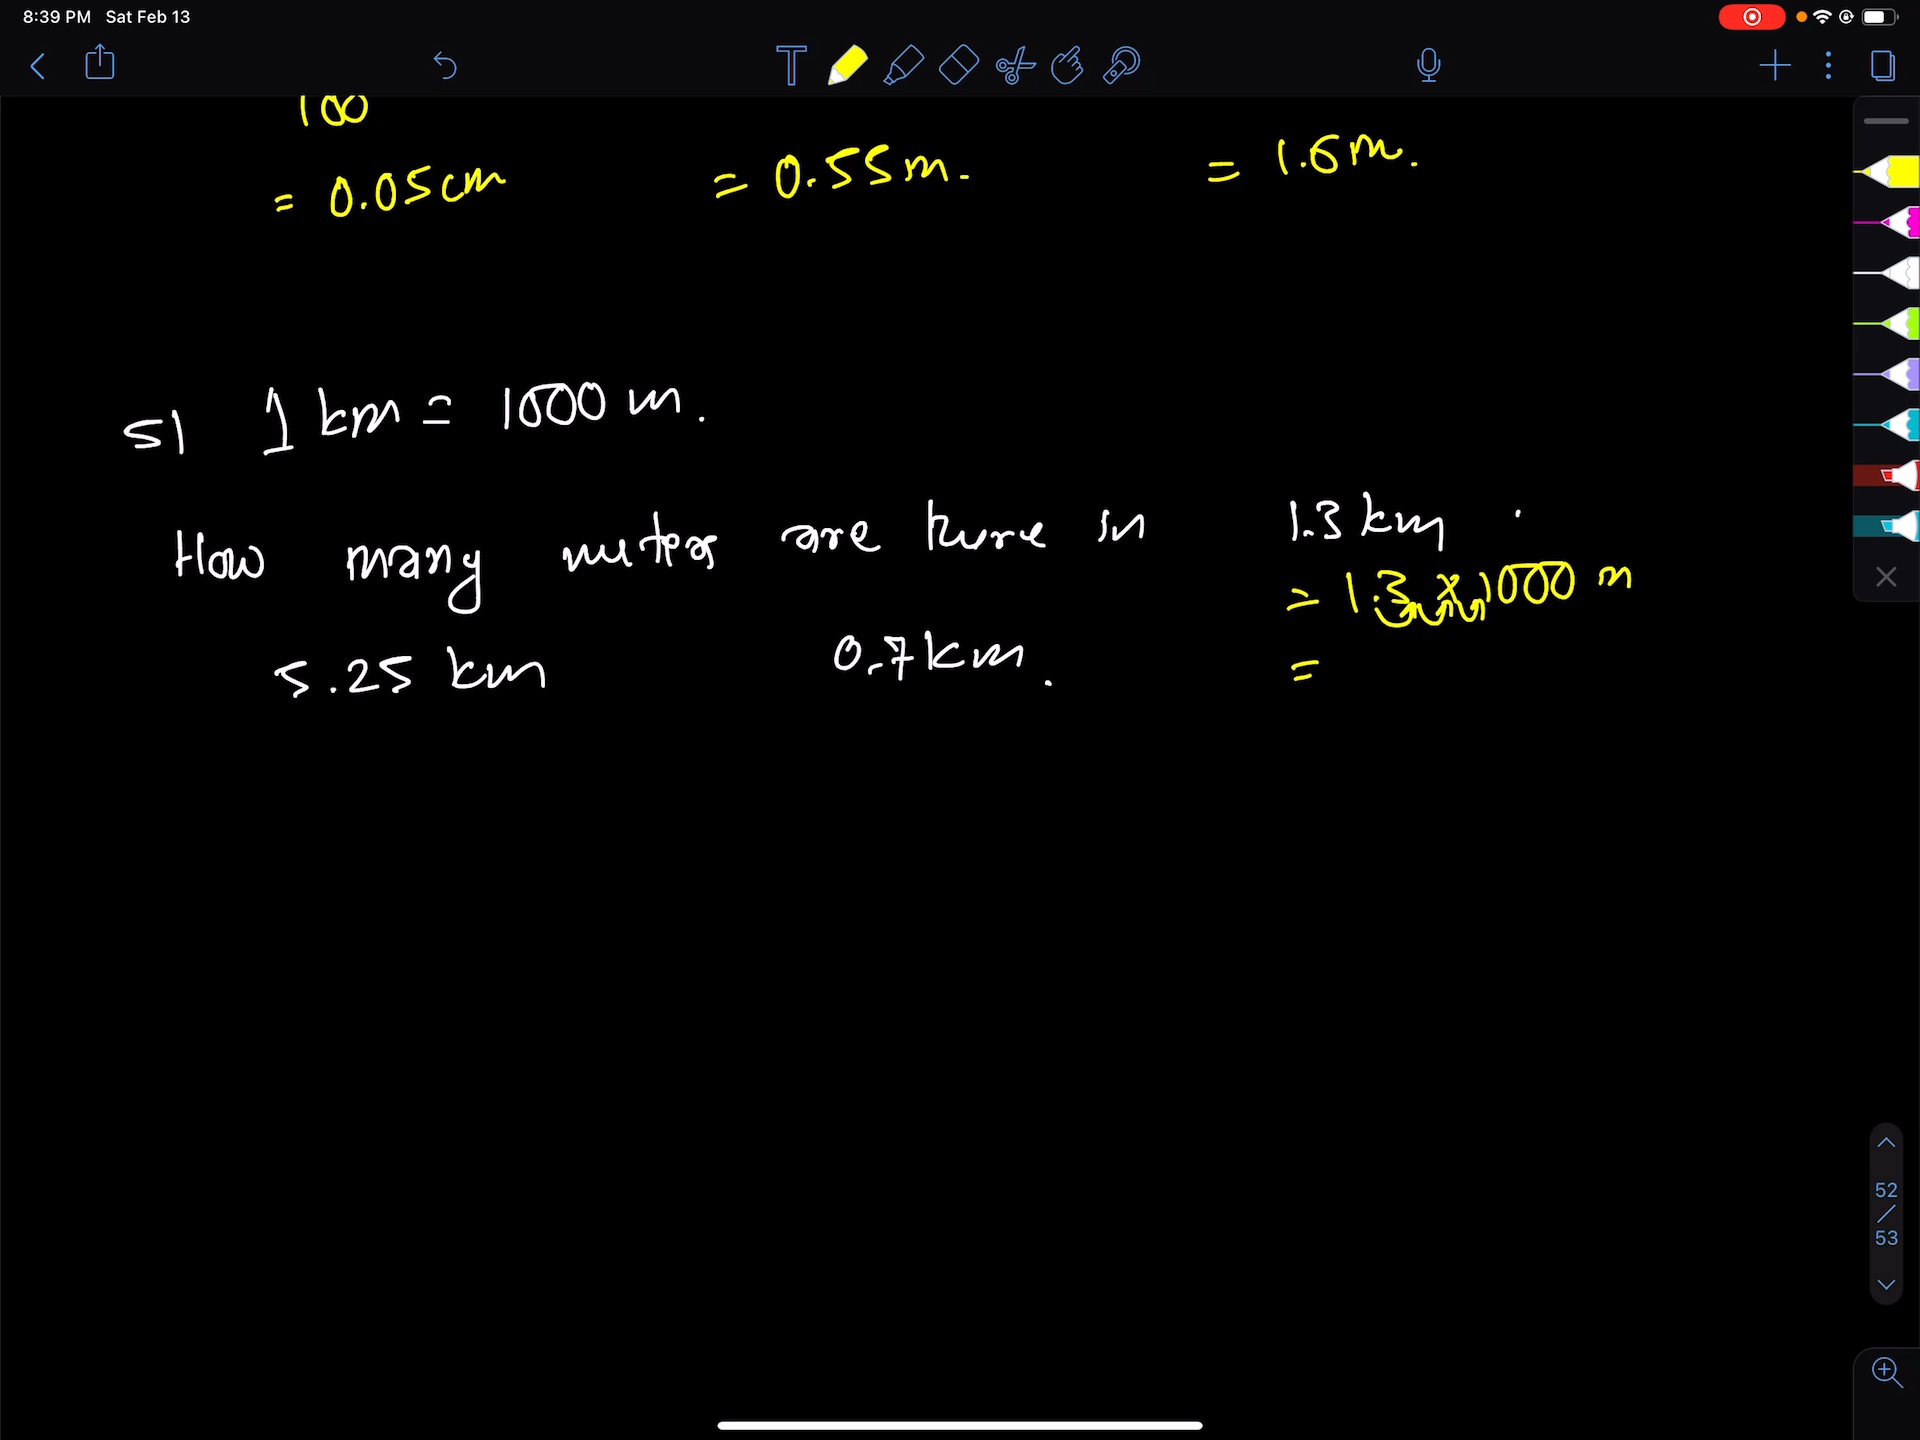 8:39 PM Sat Feb 13
100
= 0.05cm = 0.55m. = 1.6m.
51 1 km = 1000 m.
How many meters are there in 1.3 km.
= 1.3 x 1000 m
5.25 km 0.7km. =
52
/
53